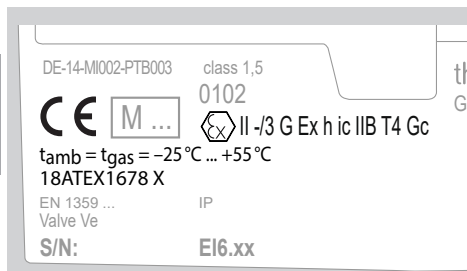 DE-14-MI002-PTB003 class 1,5
0102
CE M ... Ex II -/3 G Ex h ic IIB T4 Gc
tamb = tgas = –25 °C ... +55 °C
18ATEX1678 X
EN 1359 ... IP
Valve Ve
S/N: EI6.xx